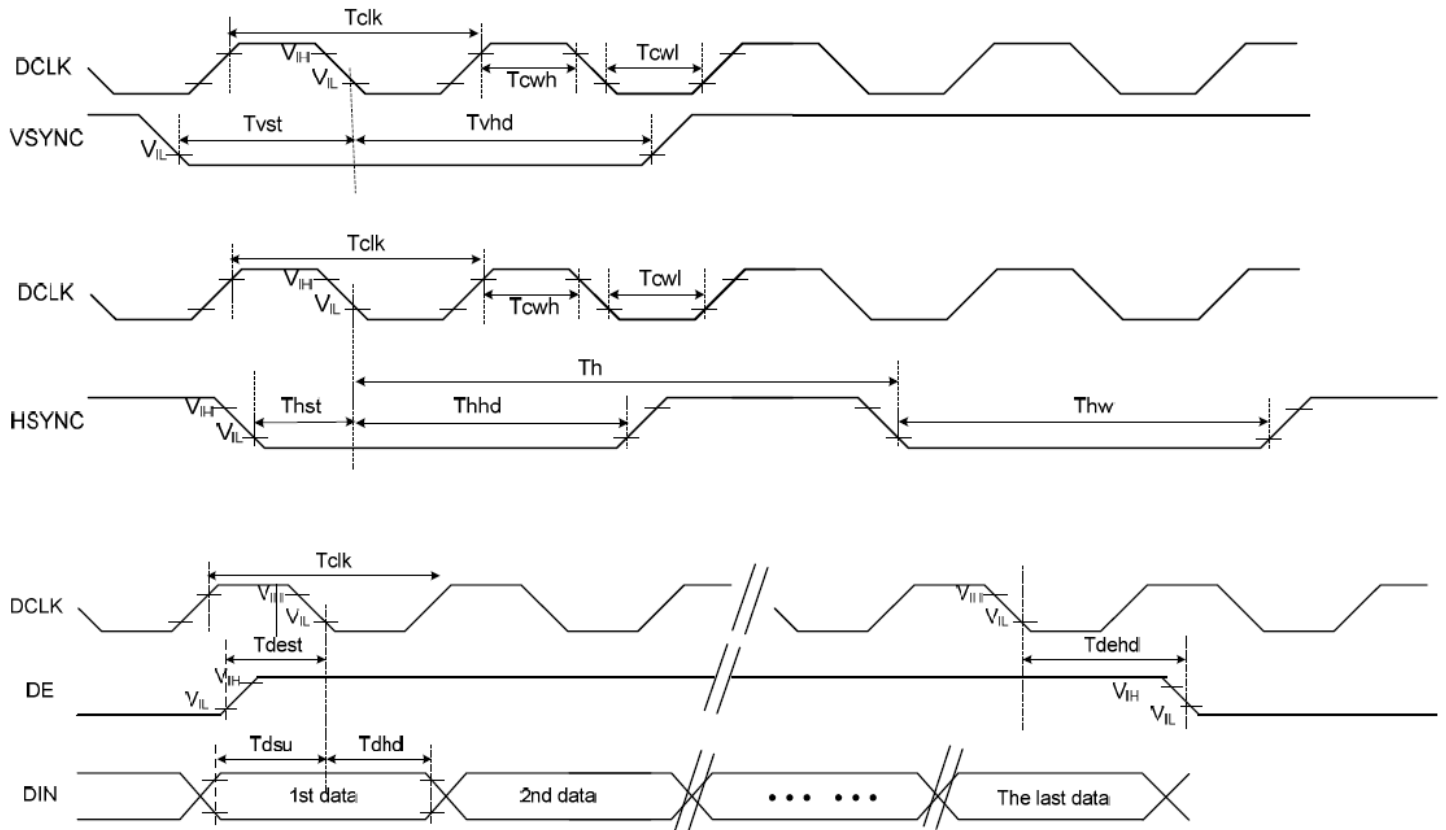 Tclk
DCLK
VIH
VIL
Tcwh
Tcwl
VSYNC
VIL
Tvst
Tvhd
Tclk
DCLK
VIH
VIL
Tcwh
Tcwl
Th
HSYNC
VIH
VIL
Thst
Thhd
Thw
Tclk
DCLK
VIH
VIL
VIH
VIL
Tdest
Tdehd
DE
VIH
VIL
VIH
VIL
Tdsu
Tdhd
DIN
1st data
2nd data
••• •••
The last data